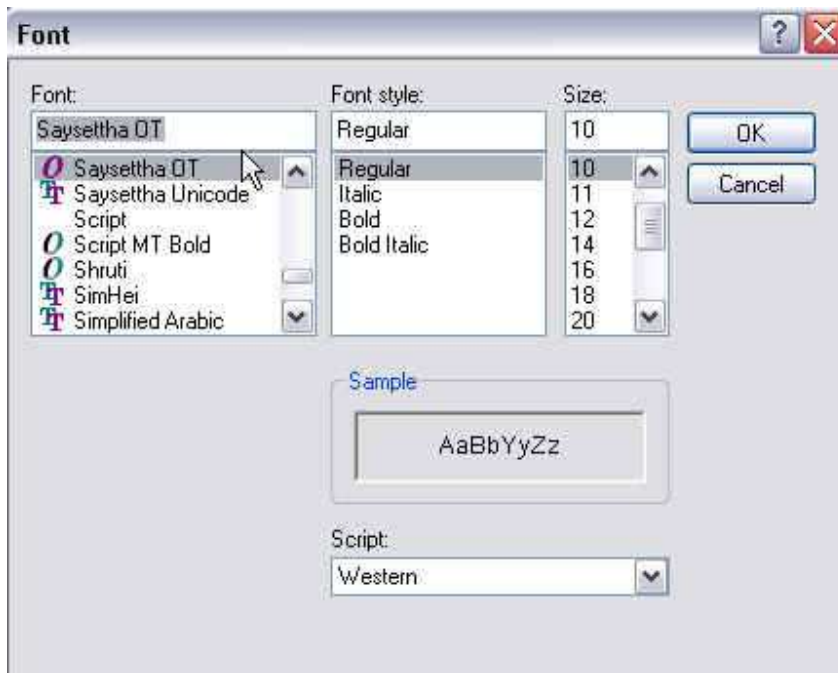 Font
Font:
Saysettha OT
Saysettha OT
Saysettha Unicode
Script
Script MT Bold
Shruti
SimHei
Simplified Arabic
Font style:
Regular
Regular
Italic
Bold
Bold Italic
Size:
10
10
11
12
14
16
18
20
OK
Cancel
Sample
AaBbYyZz
Script:
Western